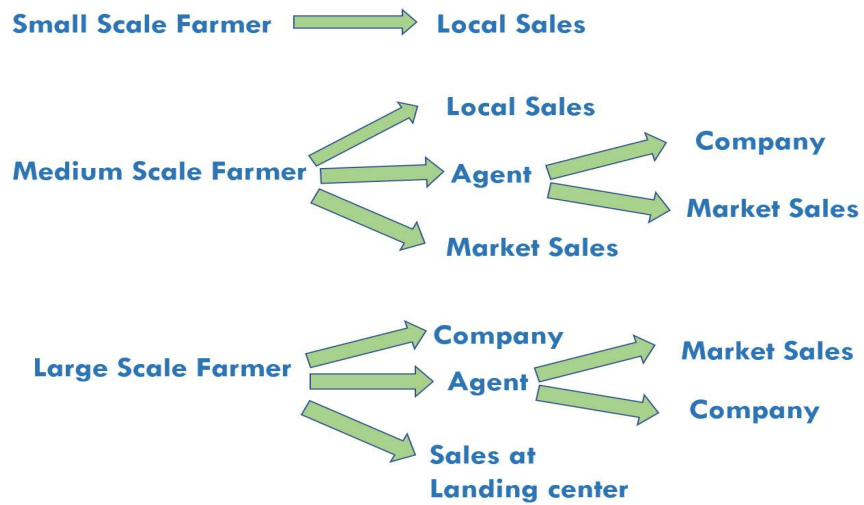 Small Scale Farmer
Local Sales
Local Sales
Company
Medium Scale Farmer
Agent
Market Sales
Market Sales
Company
Market Sales
Large Scale Farmer
Agent
Company
Sales at
Landing center